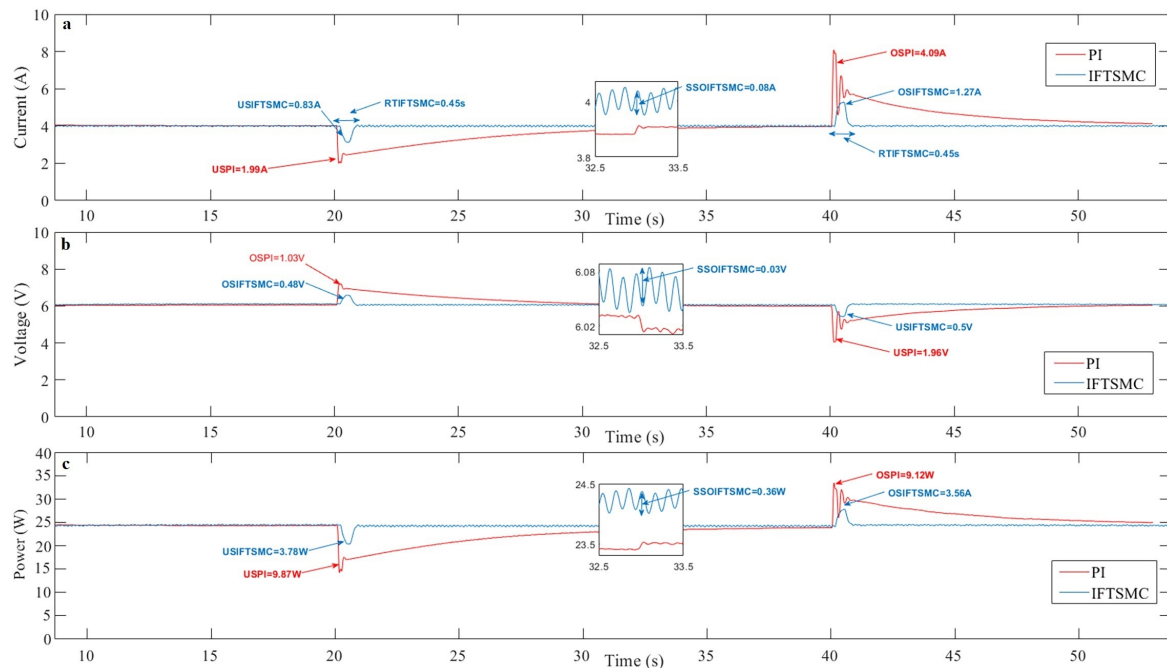 a
10
8
6
4
2
0
Current (A)
USIFTSMC=0.83A
RTIFTSMC=0.45s
USPI=1.99A
4
3.8
32.5
33.5
SSOIFTSMC=0.08A
OSPI=4.09A
OSIFTSMC=1.27A
RTIFTSMC=0.45s
PI
IFTSMC
10
15
20
25
30
35
40
45
50
Time (s)
b
10
8
6
4
2
0
Voltage (V)
OSPI=1.03V
OSIFTSMC=0.48V
6.08
6.02
32.5
33.5
SSOIFTSMC=0.03V
USIFTSMC=0.5V
USPI=1.96V
PI
IFTSMC
10
15
20
25
30
35
40
45
50
Time (s)
c
40
35
30
25
20
15
10
5
0
Power (W)
USIFTSMC=3.78W
USPI=9.87W
24.5
23.5
32.5
33.5
SSOIFTSMC=0.36W
OSPI=9.12W
OSIFTSMC=3.56A
PI
IFTSMC
10
15
20
25
30
35
40
45
50
Time (s)